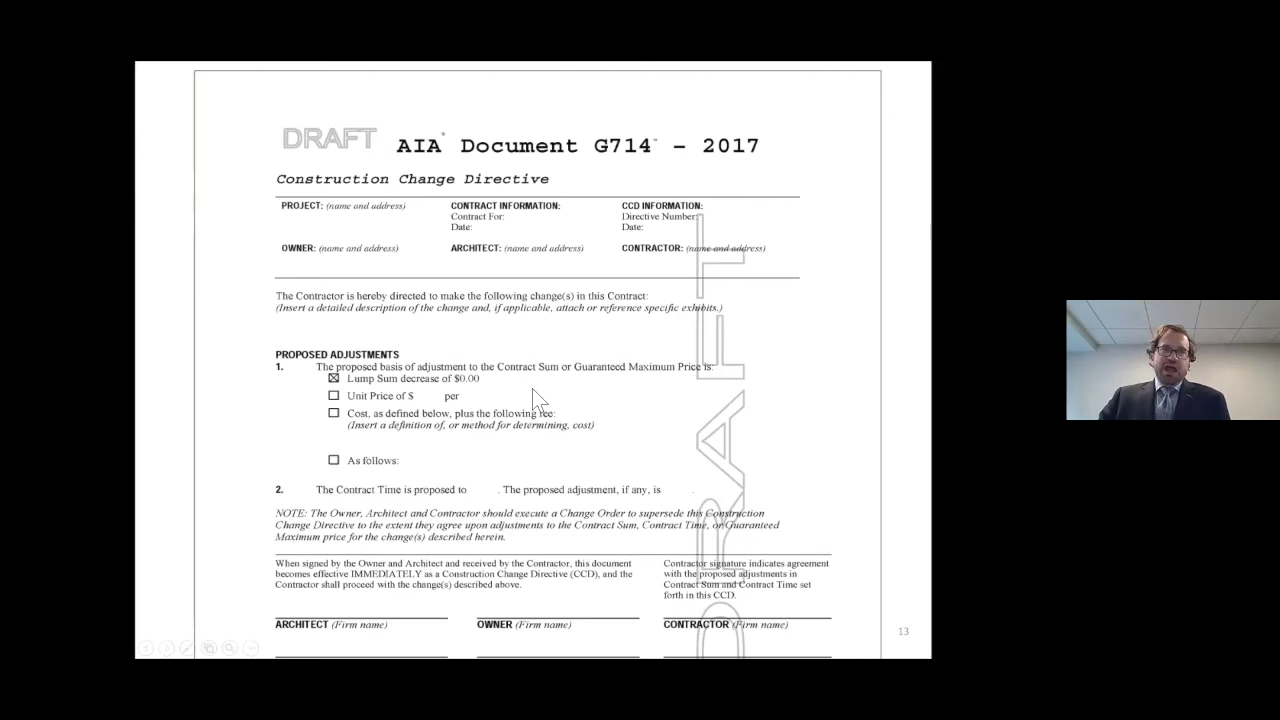 DRAFT AIA® Document G714™ – 2017
Construction Change Directive
PROJECT: (name and address) CONTRACT INFORMATION: CCD INFORMATION:
Contract For: Directive Number:
Date: Date:
OWNER: (name and address) ARCHITECT: (name and address) CONTRACTOR: (name and address)
The Contractor is hereby directed to make the following change(s) in this Contract:
(Insert a detailed description of the change and, if applicable, attach or reference specific exhibits.)
PROPOSED ADJUSTMENTS
1. The proposed basis of adjustment to the Contract Sum or Guaranteed Maximum Price is:
☒ Lump Sum decrease of $0.00
☐ Unit Price of $ per
☐ Cost, as defined below, plus the following fee:
(Insert a definition of, or method for determining, cost)
☐ As follows:
2. The Contract Time is proposed to . The proposed adjustment, if any, is .
NOTE: The Owner, Architect and Contractor should execute a Change Order to supersede this Construction
Change Directive to the extent they agree upon adjustments to the Contract Sum, Contract Time, or Guaranteed
Maximum price for the change(s) described herein.
When signed by the Owner and Architect and received by the Contractor, this document
becomes effective IMMEDIATELY as a Construction Change Directive (CCD), and the
Contractor shall proceed with the change(s) described above.
Contractor signature indicates agreement
with the proposed adjustments in
Contract Sum and Contract Time set
forth in this CCD.
ARCHITECT (Firm name) OWNER (Firm name) CONTRACTOR (Firm name)
DRAFT
13